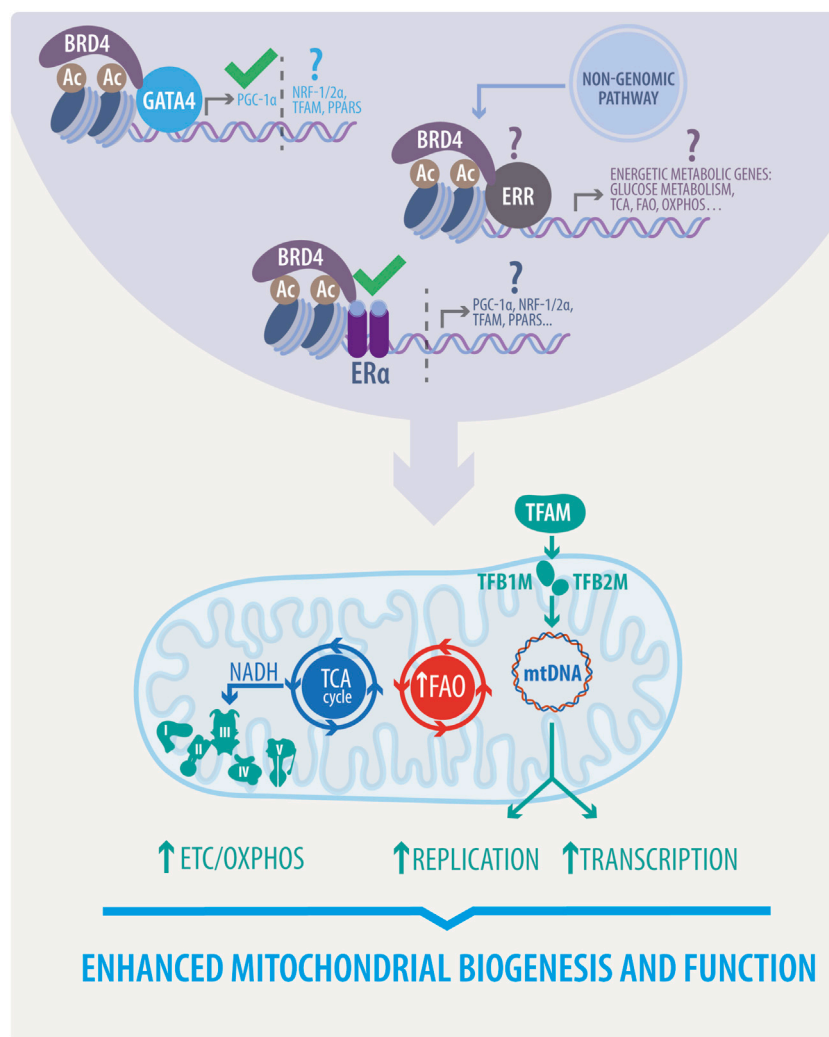 BRD4
Ac Ac
GATA4
PGC-1α
?
NRF-1/2α,
TFAM, PPARS
NON-GENOMIC
PATHWAY
BRD4
Ac Ac
?
ERR
?
ENERGETIC METABOLIC GENES:
GLUCOSE METABOLISM,
TCA, FAO, OXPHOS...
BRD4
Ac Ac
ERα
?
PGC-1α, NRF-1/2α,
TFAM, PPARS...
TFAM
TFB1M TFB2M
NADH
TCA
cycle
↑FAO
mtDNA
I
II
III
IV
V
↑ETC/OXPHOS
↑REPLICATION
↑TRANSCRIPTION
ENHANCED MITOCHONDRIAL BIOGENESIS AND FUNCTION